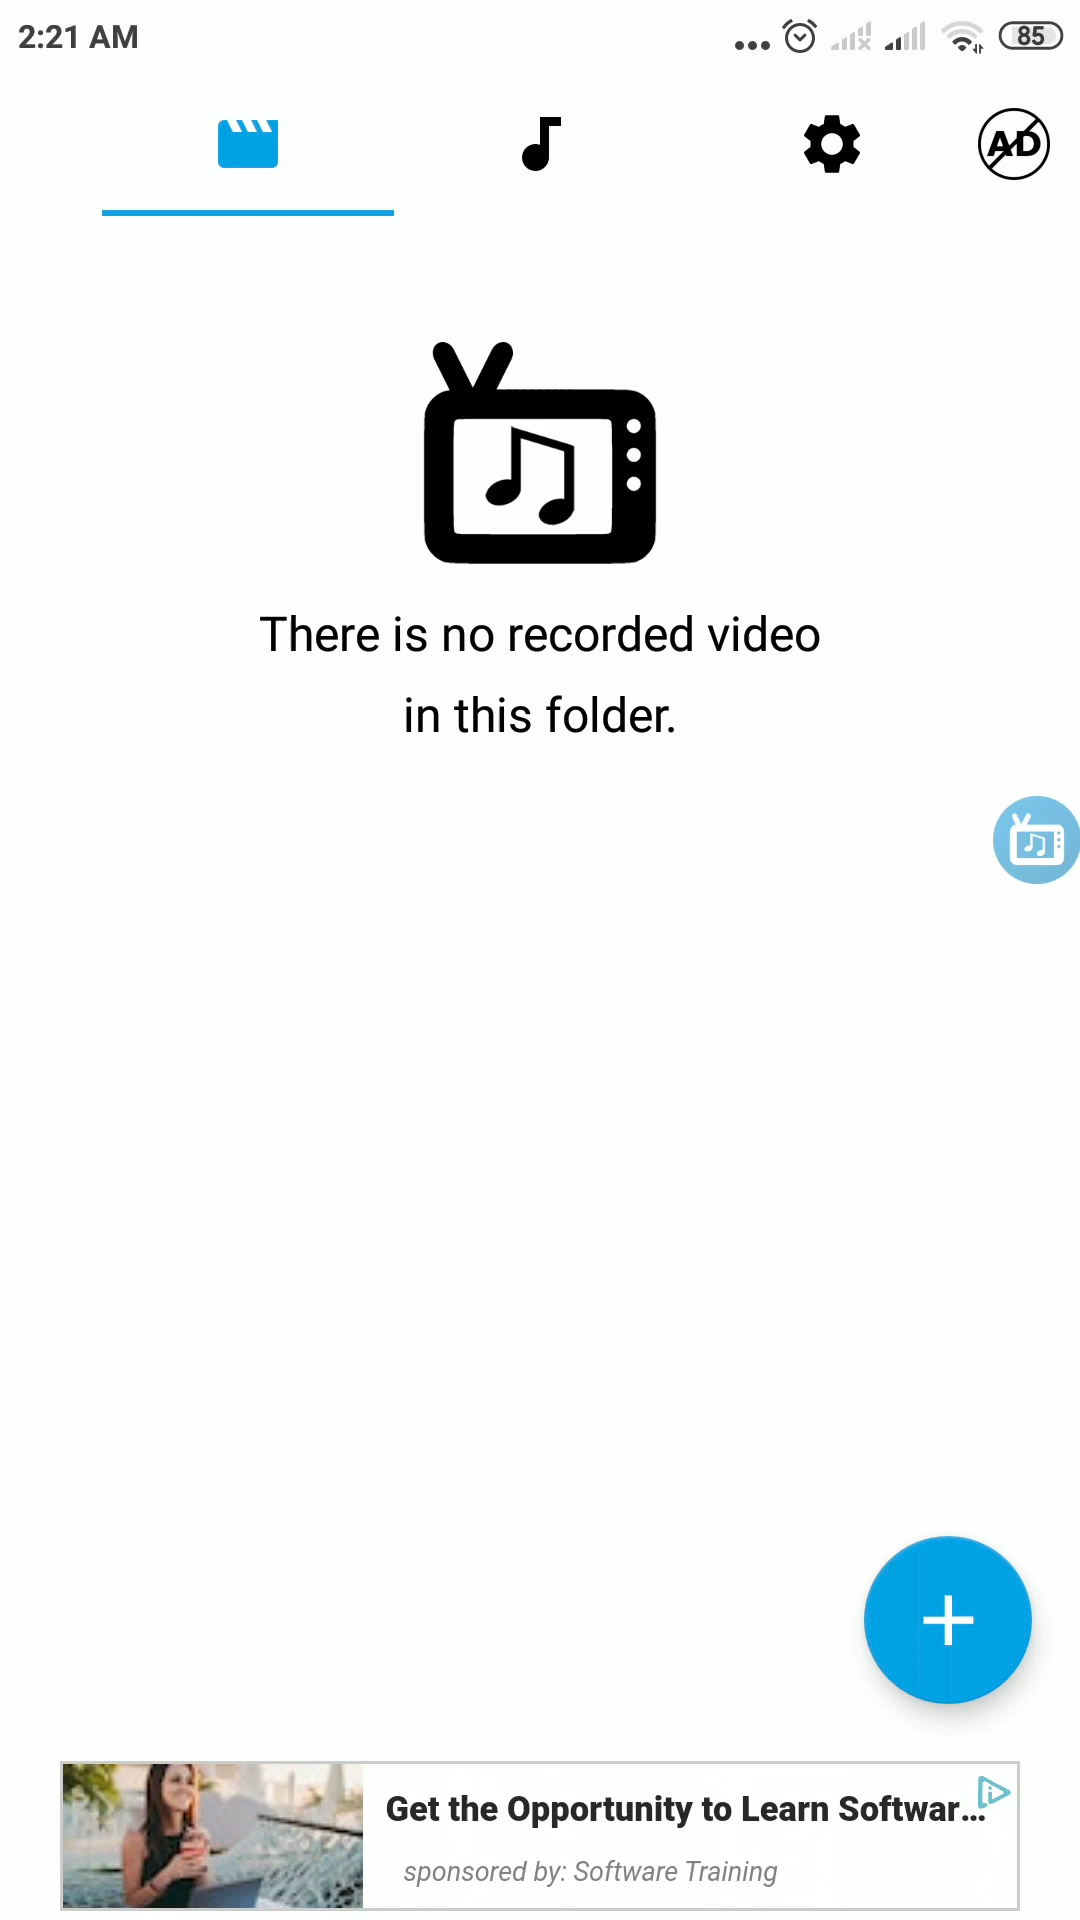 2:21 AM
85
AD
There is no recorded video
in this folder.
Get the Opportunity to Learn Softwar...
sponsored by: Software Training